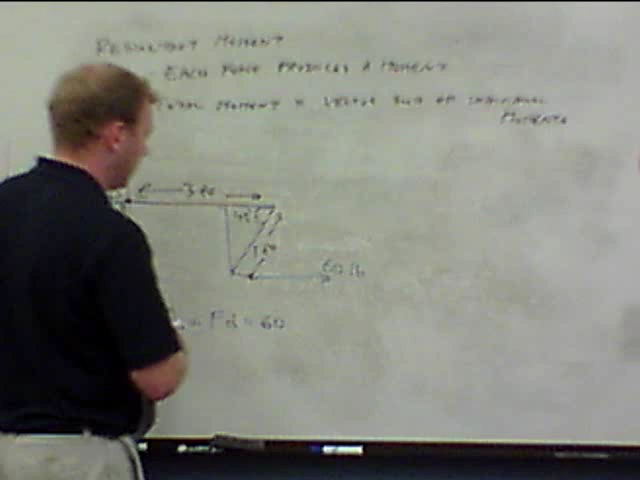 RESULTANT MOMENT
- EACH FORCE PRODUCES A MOMENT
TOTAL MOMENT = VECTOR SUM OF INDIVIDUAL
MOMENTS
3 ft
45°
60 lb
= Fd = 60